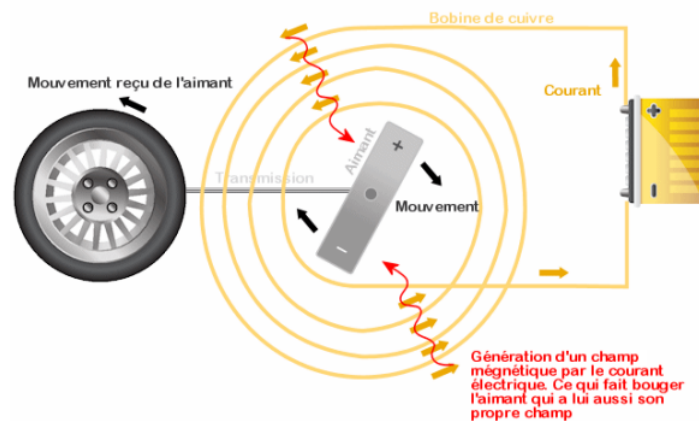 Bobine de cuivre
Mouvement reçu de l'aimant
Courant
+
Aimant
+
Transmission
Mouvement
-
-
Génération d'un champ
mégnétique par le courant
électrique. Ce qui fait bouger
l'aimant qui a lui aussi son
propre champ